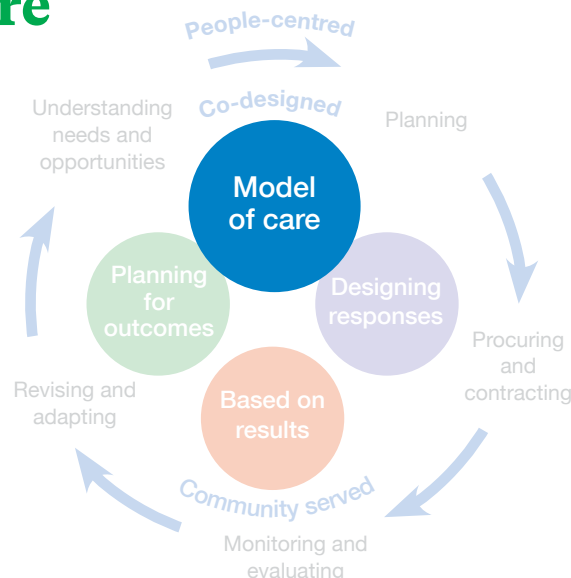 re
People-centred
Co-designed
Understanding
needs and
opportunities
Planning
Model
of care
Planning
for
outcomes
Designing
responses
Procuring
and
contracting
Revising and
adapting
Based on
results
Community served
Monitoring and
evaluating